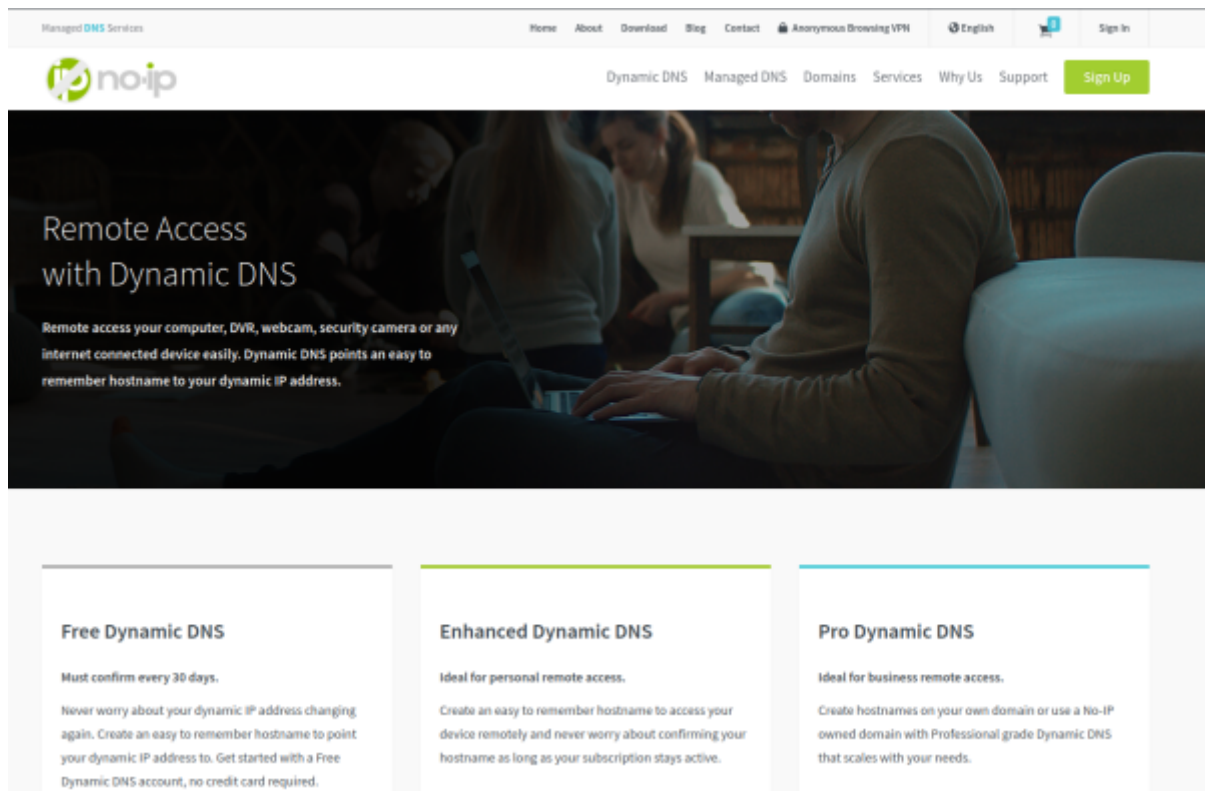 Managed DNS Services
Home About Download Blog Contact Anonymous Browsing VPN English Sign In
no·ip
Dynamic DNS Managed DNS Domains Services Why Us Support Sign Up
Remote Access
with Dynamic DNS
Remote access your computer, DVR, webcam, security camera or any
internet connected device easily. Dynamic DNS points an easy to
remember hostname to your dynamic IP address.
Free Dynamic DNS
Must confirm every 30 days.
Never worry about your dynamic IP address changing
again. Create an easy to remember hostname to point
your dynamic IP address to. Get started with a Free
Dynamic DNS account, no credit card required.
Enhanced Dynamic DNS
Ideal for personal remote access.
Create an easy to remember hostname to access your
device remotely and never worry about confirming your
hostname as long as your subscription stays active.
Pro Dynamic DNS
Ideal for business remote access.
Create hostnames on your own domain or use a No-IP
owned domain with Professional grade Dynamic DNS
that scales with your needs.